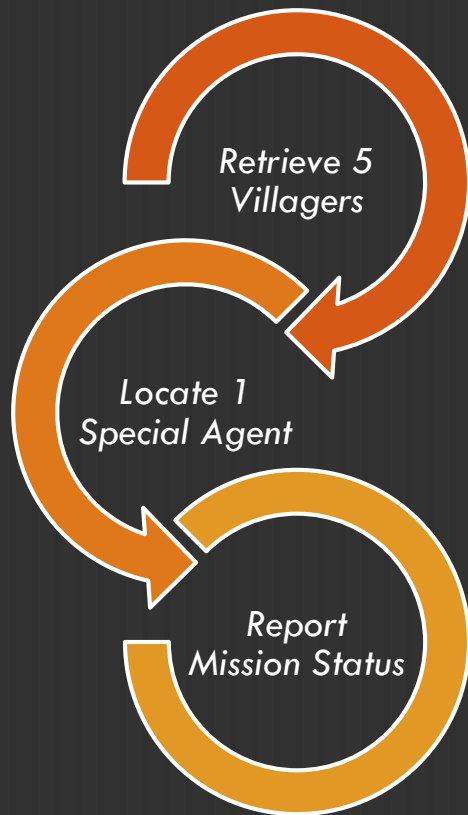 Retrieve 5
Villagers
Locate 1
Special Agent
Report
Mission Status